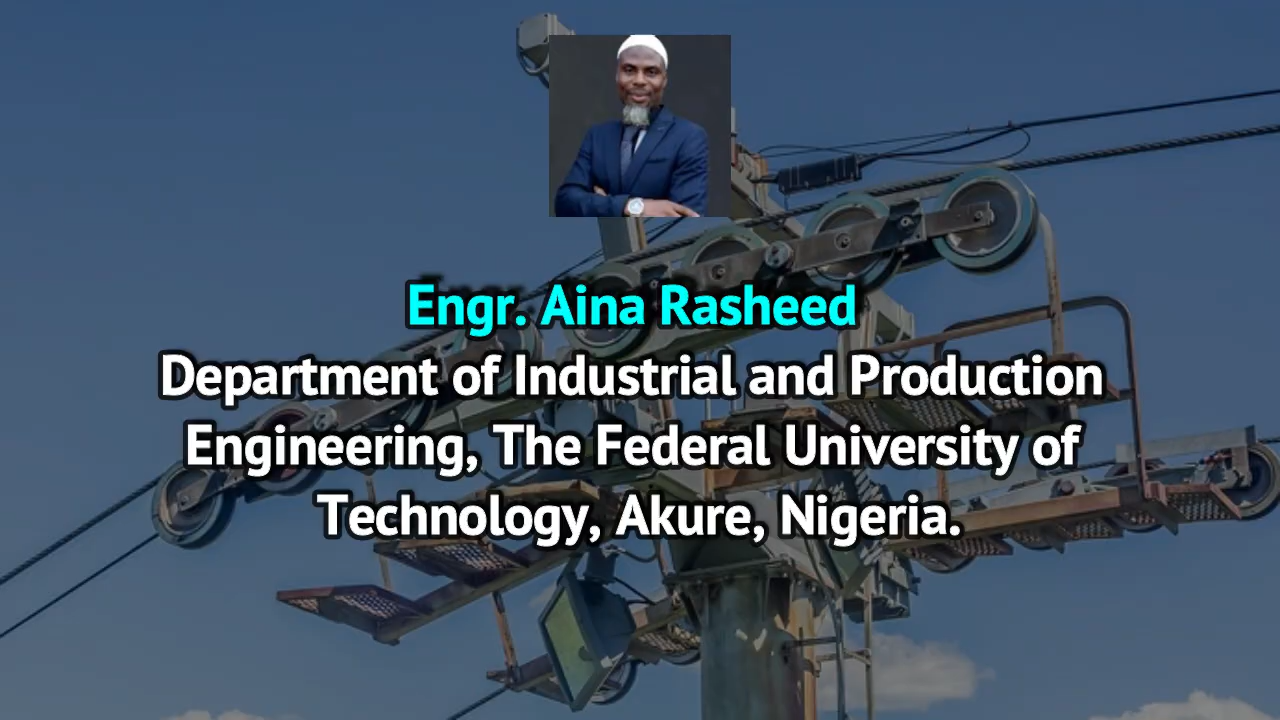 Engr. Aina Rasheed
Department of Industrial and Production
Engineering, The Federal University of
Technology, Akure, Nigeria.